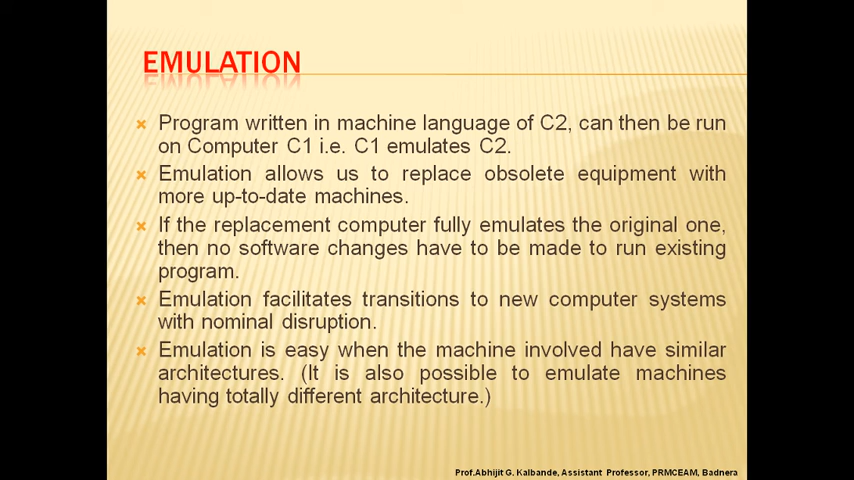 EMULATION
Program written in machine language of C2, can then be run
on Computer C1 i.e. C1 emulates C2.
Emulation allows us to replace obsolete equipment with
more up-to-date machines.
If the replacement computer fully emulates the original one,
then no software changes have to be made to run existing
program.
Emulation facilitates transitions to new computer systems
with nominal disruption.
Emulation is easy when the machine involved have similar
architectures. (It is also possible to emulate machines
having totally different architecture.)
Prof.Abhijit G. Kalbande, Assistant Professor, PRMCEAM, Badnera